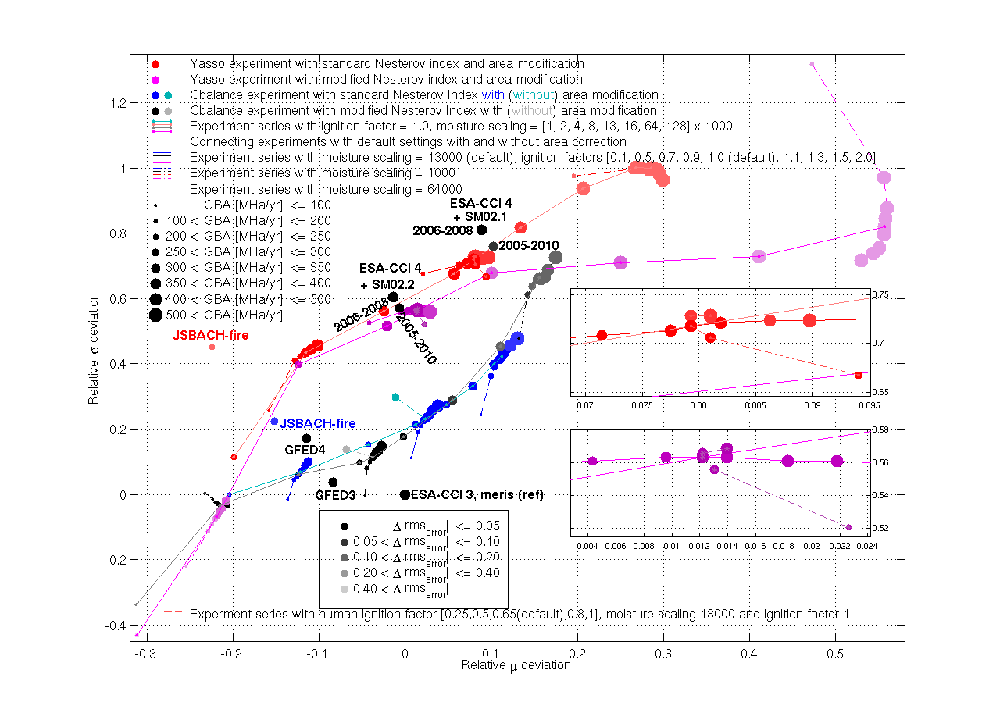 Yasso experiment with standard Nesterov index and area modification
Yasso experiment with modified Nesterov index and area modification
Cbalance experiment with standard Nesterov Index with (without) area modification
Cbalance experiment with modified Nesterov Index with (without) area modification
Experiment series with ignition factor = 1.0, moisture scaling = [1, 2, 4, 8, 13, 16, 64, 128] x 1000
Connecting experiments with default settings with and without area correction
Experiment series with moisture scaling = 13000 (default), ignition factors [0.1, 0.5, 0.7, 0.9, 1.0 (default), 1.1, 1.3, 1.5, 2.0]
Experiment series with moisture scaling = 1000
Experiment series with moisture scaling = 64000
GBA [MHa/yr] <= 100
100 < GBA [MHa/yr] <= 200
200 < GBA [MHa/yr] <= 250
250 < GBA [MHa/yr] <= 300
300 < GBA [MHa/yr] <= 350
350 < GBA [MHa/yr] <= 400
400 < GBA [MHa/yr] <= 500
500 < GBA [MHa/yr]
ESA-CCI 4
+ SM02.1
2006-2008
2005-2010
ESA-CCI 4
+ SM02.2
2006-2008
2005-2010
JSBACH-fire
JSBACH-fire
GFED4
GFED3
ESA-CCI 3, meris (ref)
0.75
0.7
0.65
0.07 0.075 0.08 0.085 0.09 0.095
0.58
0.56
0.54
0.52
0.004 0.006 0.008 0.01 0.012 0.014 0.016 0.018 0.02 0.022 0.024
|Δ rms error| <= 0.05
0.05 <|Δ rms error| <= 0.10
0.10 <|Δ rms error| <= 0.20
0.20 <|Δ rms error| <= 0.40
0.40 <|Δ rms error|
Experment series with human ignition factor [0.25,0.5,0.65(default),0.8,1], moisture scaling 13000 and ignition factor 1
1.2
1
0.8
0.6
0.4
0.2
0
-0.2
-0.4
Relative σ deviation
-0.3 -0.2 -0.1 0 0.1 0.2 0.3 0.4 0.5
Relative μ deviation